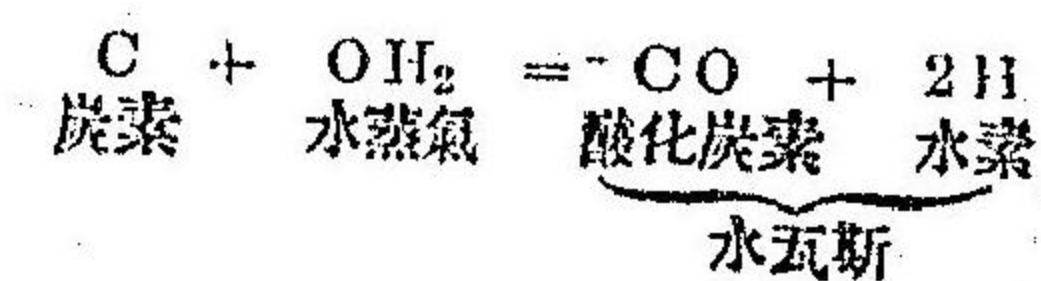 C + OH₂ = CO + 2H
炭素 水蒸氣 酸化炭素 水素
水瓦斯